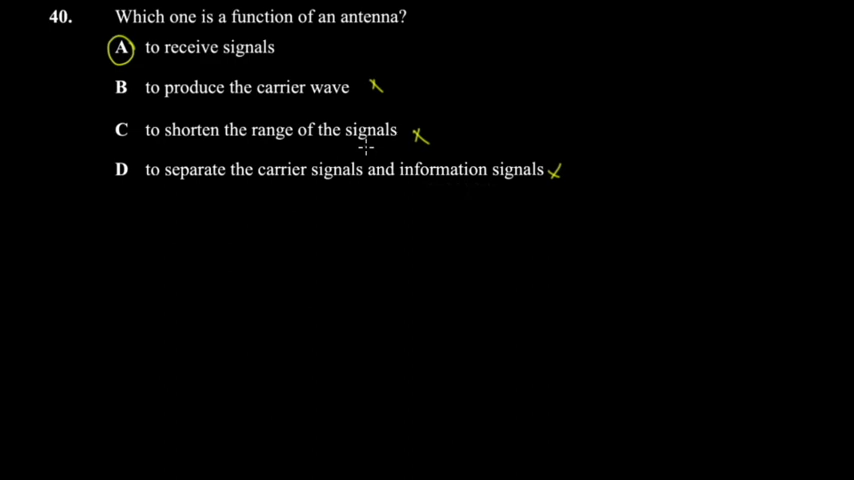 40. Which one is a function of an antenna?
A to receive signals
B to produce the carrier wave
C to shorten the range of the signals
D to separate the carrier signals and information signals